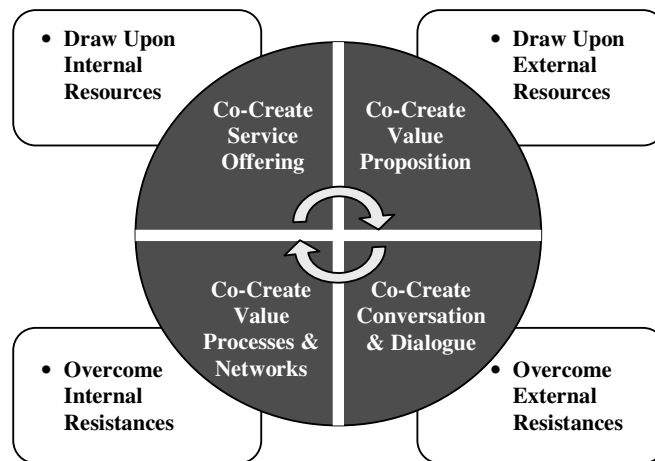 • Draw Upon
Internal
Resources
• Draw Upon
External
Resources
Co-Create
Service
Offering
Co-Create
Value
Proposition
Co-Create
Value
Processes &
Networks
Co-Create
Conversation
& Dialogue
• Overcome
Internal
Resistances
• Overcome
External
Resistances